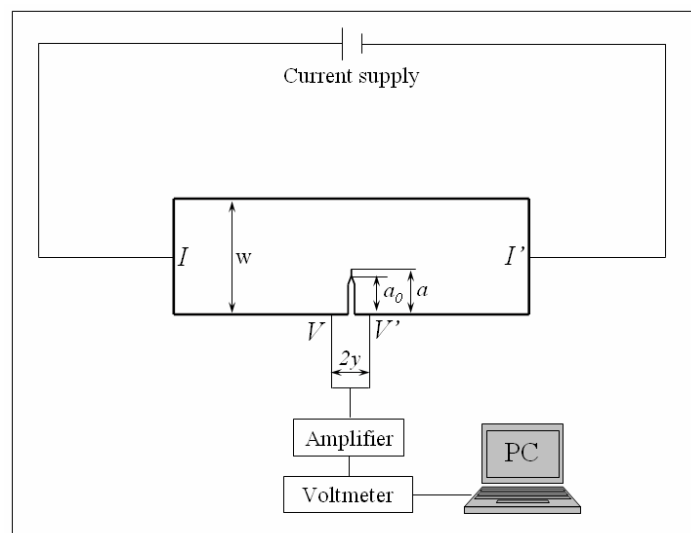 Current supply
I
w
I'
a₀
a
V
V'
2y
Amplifier
PC
Voltmeter